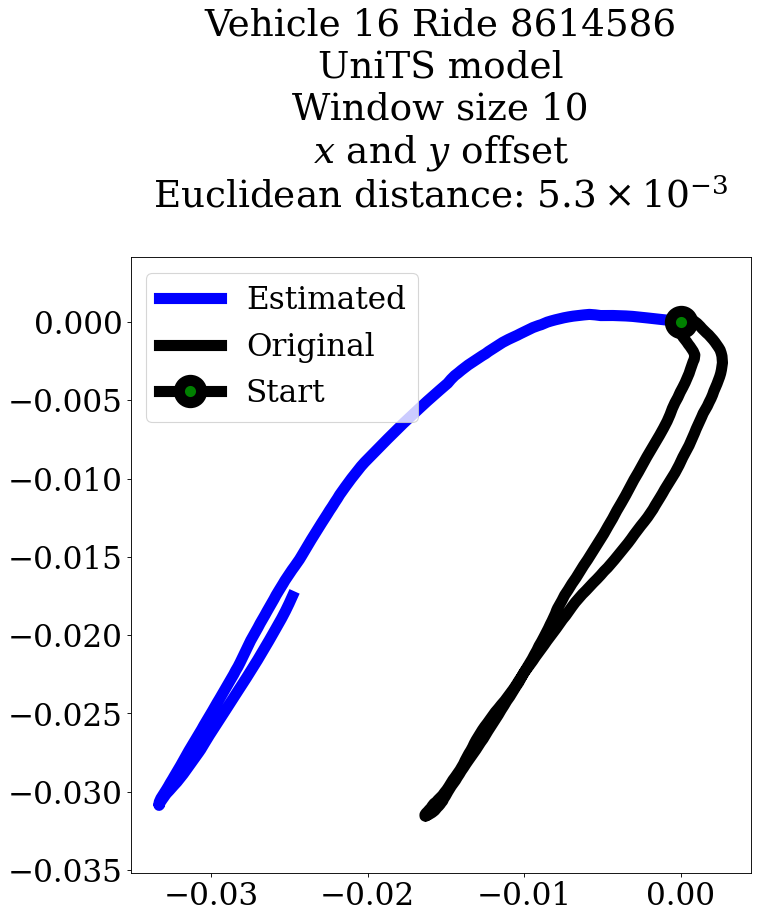 Vehicle 16 Ride 8614586
UniTS model
Window size 10
x and y offset
Euclidean distance: 5.3 × 10⁻³
Estimated
Original
Start
0.000
−0.005
−0.010
−0.015
−0.020
−0.025
−0.030
−0.035
−0.03 −0.02 −0.01 0.00